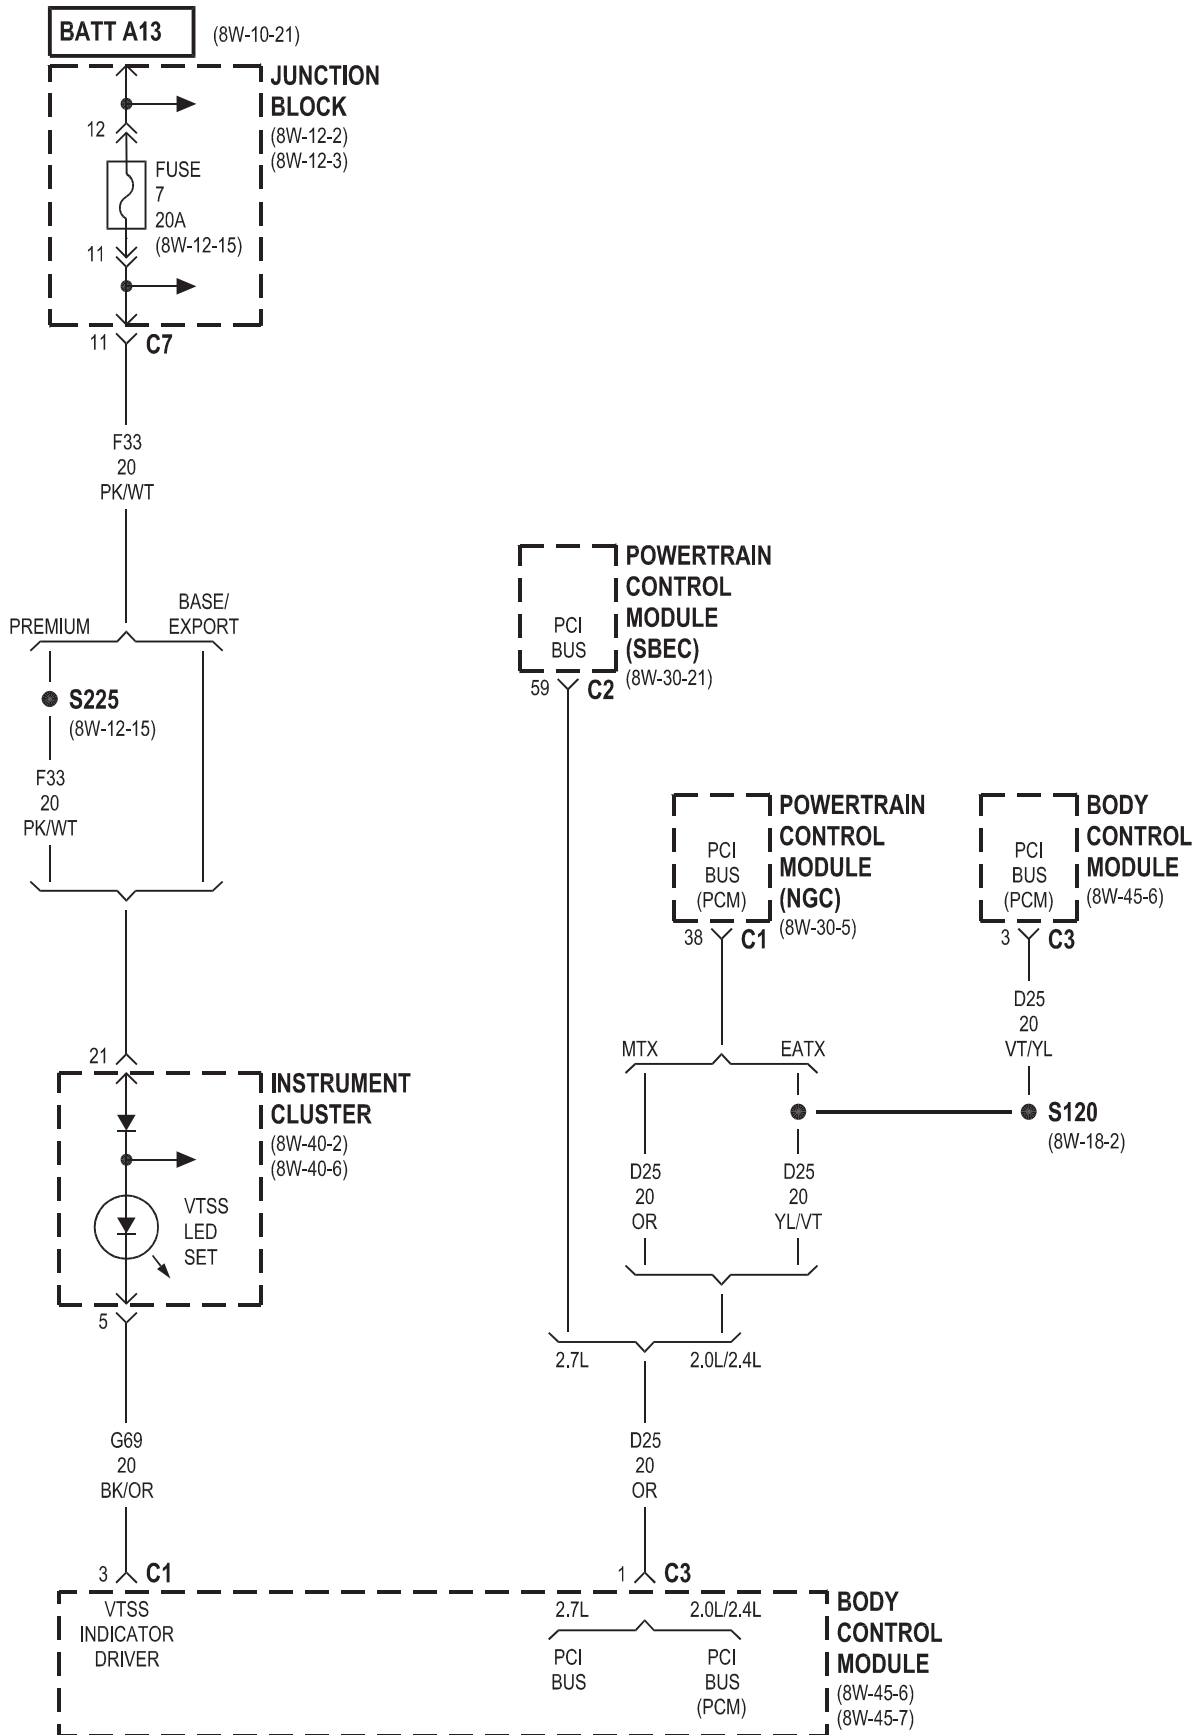 BATT A13
(8W-10-21)
JUNCTION
BLOCK
(8W-12-2)
(8W-12-3)
12
FUSE
7
20A
(8W-12-15)
11
11
C7
F33
20
PK/WT
PREMIUM
BASE/
EXPORT
S225
(8W-12-15)
F33
20
PK/WT
21
INSTRUMENT
CLUSTER
(8W-40-2)
(8W-40-6)
VTSS
LED
SET
5
G69
20
BK/OR
3
C1
PCI
BUS
POWERTRAIN
CONTROL
MODULE
(SBEC)
(8W-30-21)
59
C2
PCI
BUS
(PCM)
POWERTRAIN
CONTROL
MODULE
(NGC)
(8W-30-5)
38
C1
PCI
BUS
(PCM)
BODY
CONTROL
MODULE
(8W-45-6)
3
C3
D25
20
VT/YL
MTX
EATX
S120
(8W-18-2)
D25
20
OR
D25
20
YL/VT
2.7L
2.0L/2.4L
D25
20
OR
1
C3
VTSS
INDICATOR
DRIVER
2.7L
2.0L/2.4L
PCI
BUS
PCI
BUS
(PCM)
BODY
CONTROL
MODULE
(8W-45-6)
(8W-45-7)